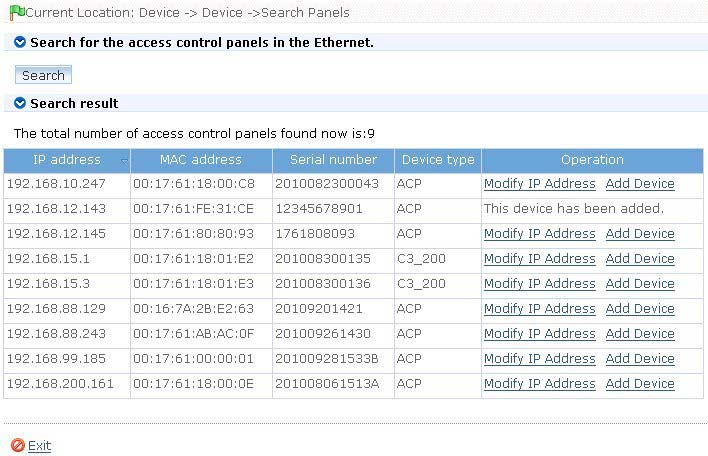 Current Location: Device -> Device ->Search Panels
Search for the access control panels in the Ethernet.
Search
Search result
The total number of access control panels found now is:9
IP address MAC address Serial number Device type Operation
192.168.10.247 00:17:61:18:00:C8 2010082300043 ACP Modify IP Address Add Device
192.168.12.143 00:17:61:FE:31:CE 12345678901 ACP This device has been added.
192.168.12.145 00:17:61:80:80:93 1761808093 ACP Modify IP Address Add Device
192.168.15.1 00:17:61:18:01:E2 201008300135 C3_200 Modify IP Address Add Device
192.168.15.3 00:17:61:18:01:E3 201008300136 C3_200 Modify IP Address Add Device
192.168.88.129 00:16:7A:2B:E2:63 20109201421 ACP Modify IP Address Add Device
192.168.88.243 00:17:61:AB:AC:0F 201009261430 ACP Modify IP Address Add Device
192.168.99.185 00:17:61:00:00:01 201009281533B ACP Modify IP Address Add Device
192.168.200.161 00:17:61:18:00:0E 201008061513A ACP Modify IP Address Add Device
Exit